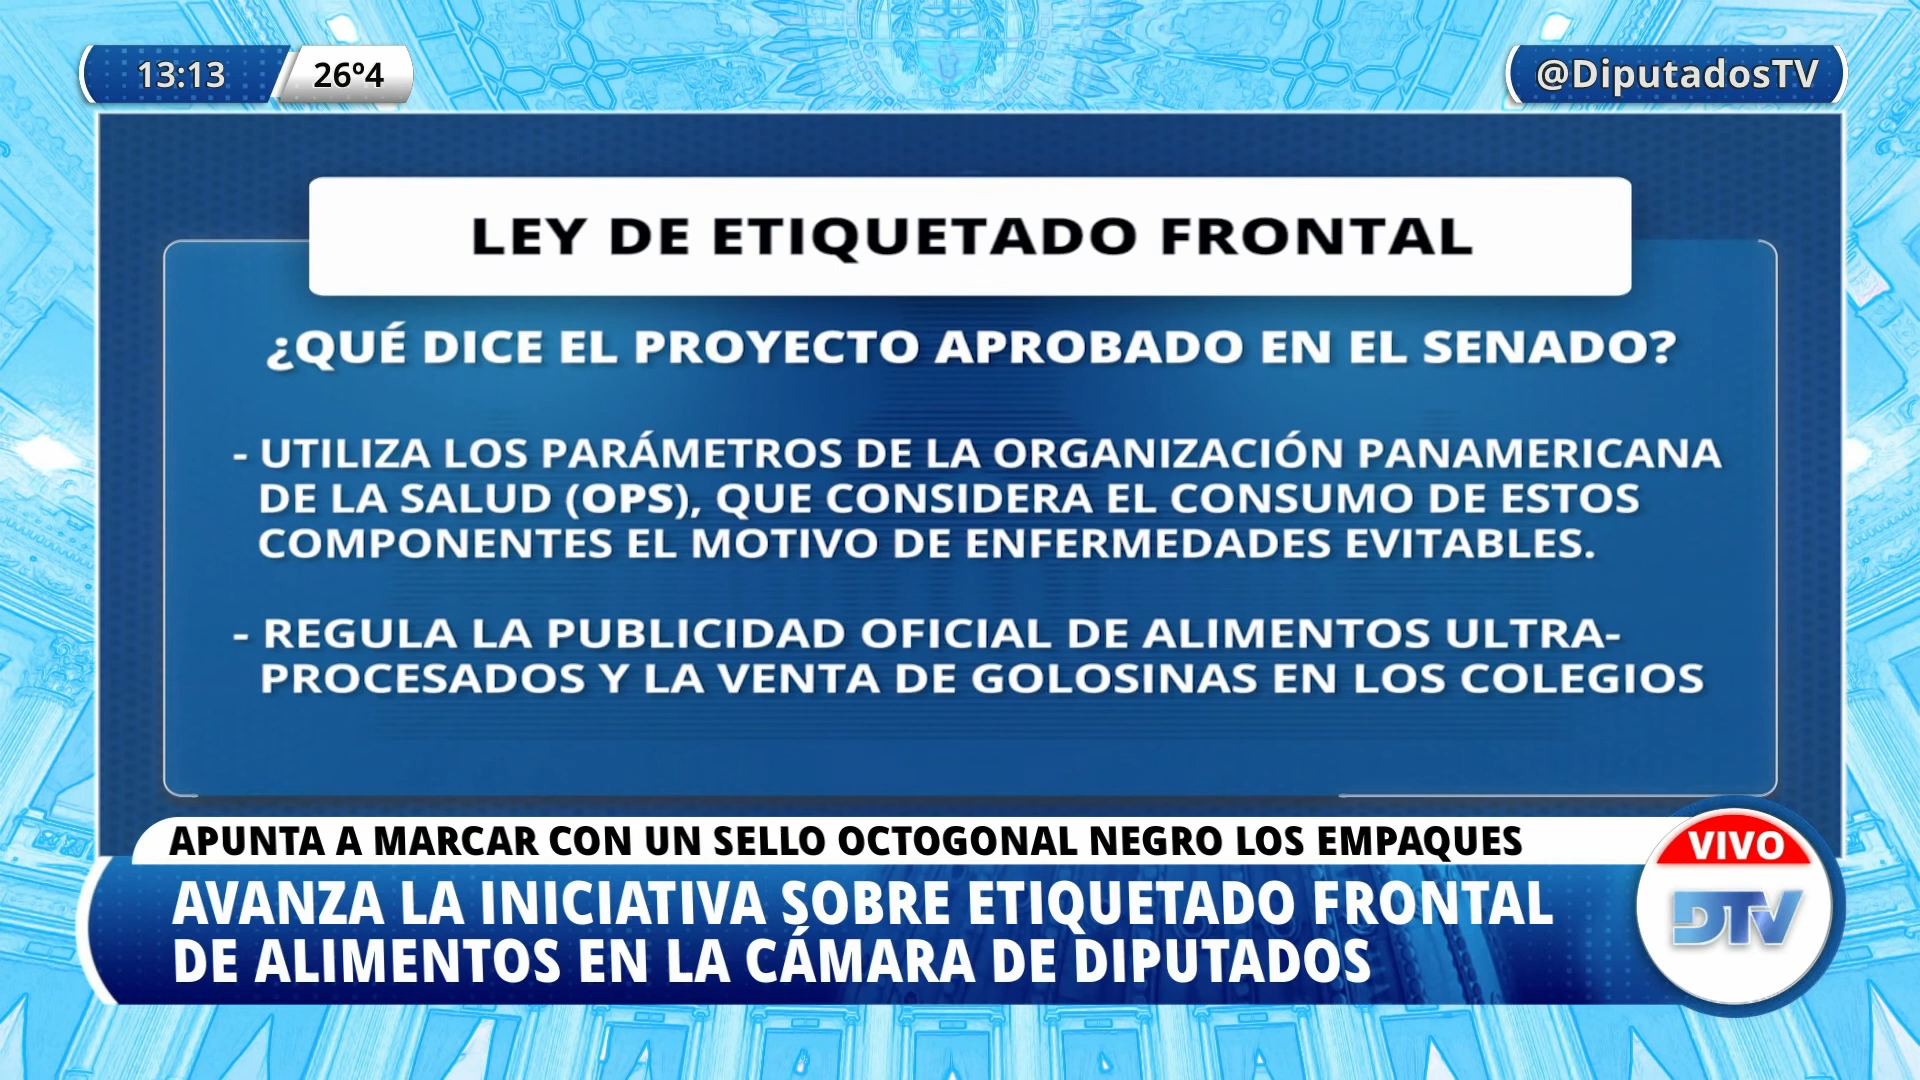 13:13
26º4
@DiputadosTV
LEY DE ETIQUETADO FRONTAL
¿QUÉ DICE EL PROYECTO APROBADO EN EL SENADO?
- UTILIZA LOS PARÁMETROS DE LA ORGANIZACIÓN PANAMERICANA
DE LA SALUD (OPS), QUE CONSIDERA EL CONSUMO DE ESTOS
COMPONENTES EL MOTIVO DE ENFERMEDADES EVITABLES.
- REGULA LA PUBLICIDAD OFICIAL DE ALIMENTOS ULTRA-
PROCESADOS Y LA VENTA DE GOLOSINAS EN LOS COLEGIOS
APUNTA A MARCAR CON UN SELLO OCTOGONAL NEGRO LOS EMPAQUES
AVANZA LA INICIATIVA SOBRE ETIQUETADO FRONTAL
DE ALIMENTOS EN LA CÁMARA DE DIPUTADOS
VIVO
DTV